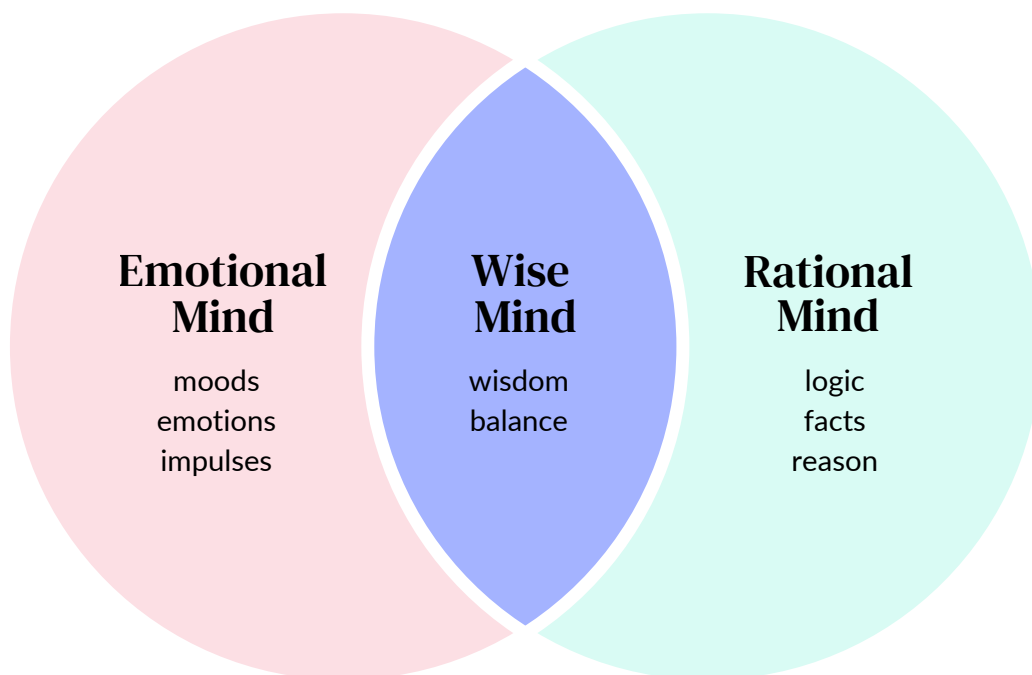 Emotional
Mind
moods
emotions
impulses
Wise
Mind
wisdom
balance
Rational
Mind
logic
facts
reason